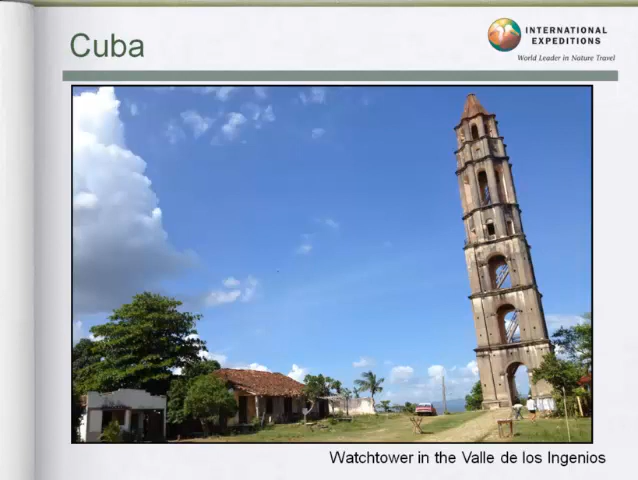 Cuba
INTERNATIONAL
EXPEDITIONS
World Leader in Nature Travel
Watchtower in the Valle de los Ingenios